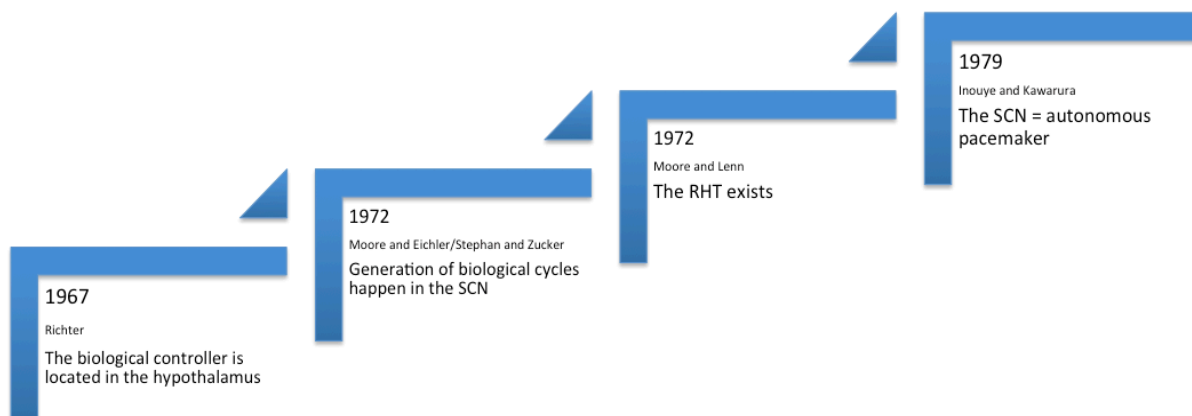 1967
Richter
The biological controller is
located in the hypothalamus
1972
Moore and Eichler/Stephan and Zucker
Generation of biological cycles
happen in the SCN
1972
Moore and Lenn
The RHT exists
1979
Inouye and Kawarura
The SCN = autonomous
pacemaker